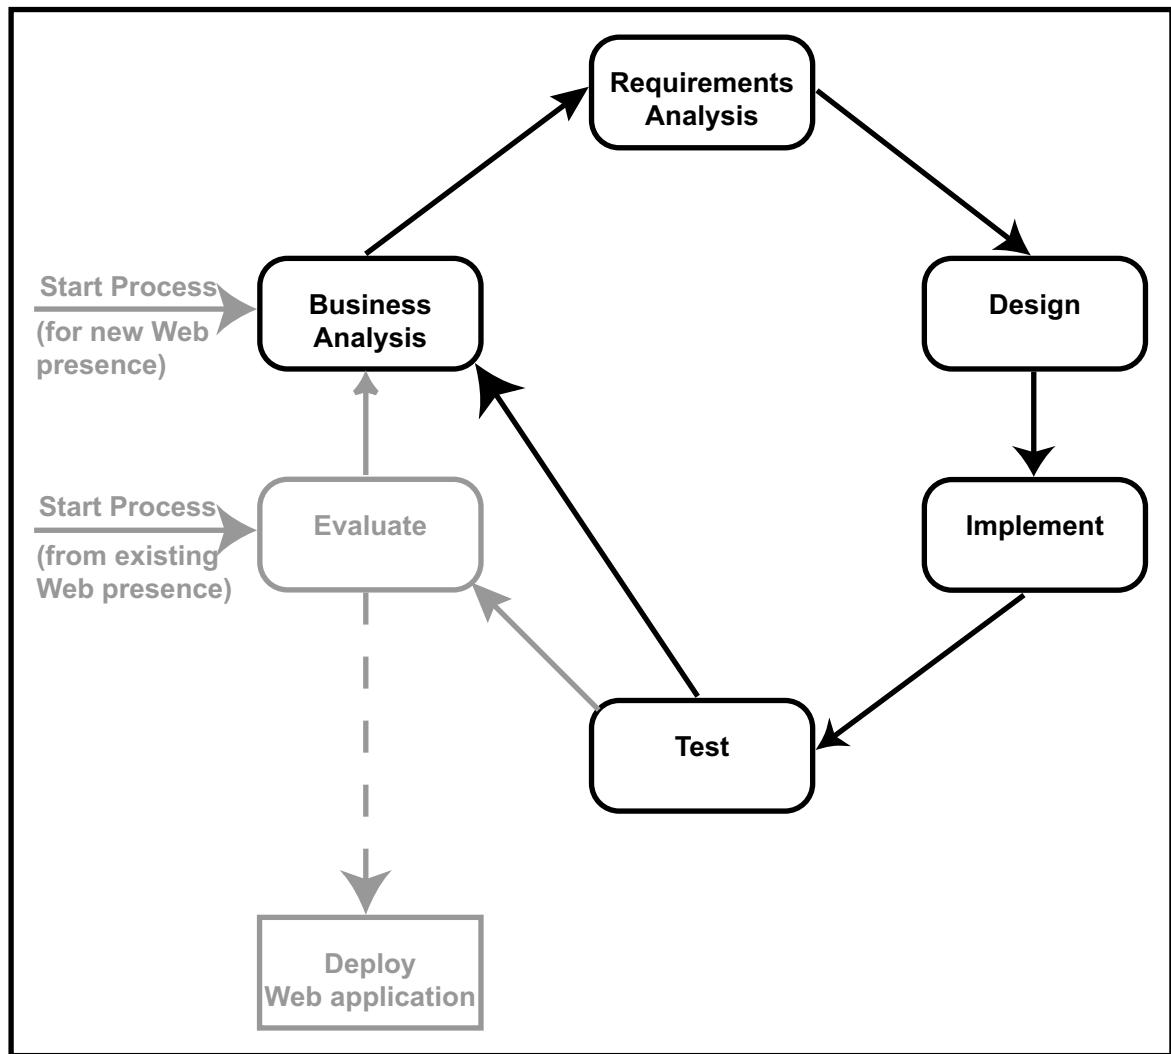 Requirements
Analysis
Start Process
(for new Web
presence)
Business
Analysis
Design
Start Process
(from existing
Web presence)
Evaluate
Implement
Test
Deploy
Web application